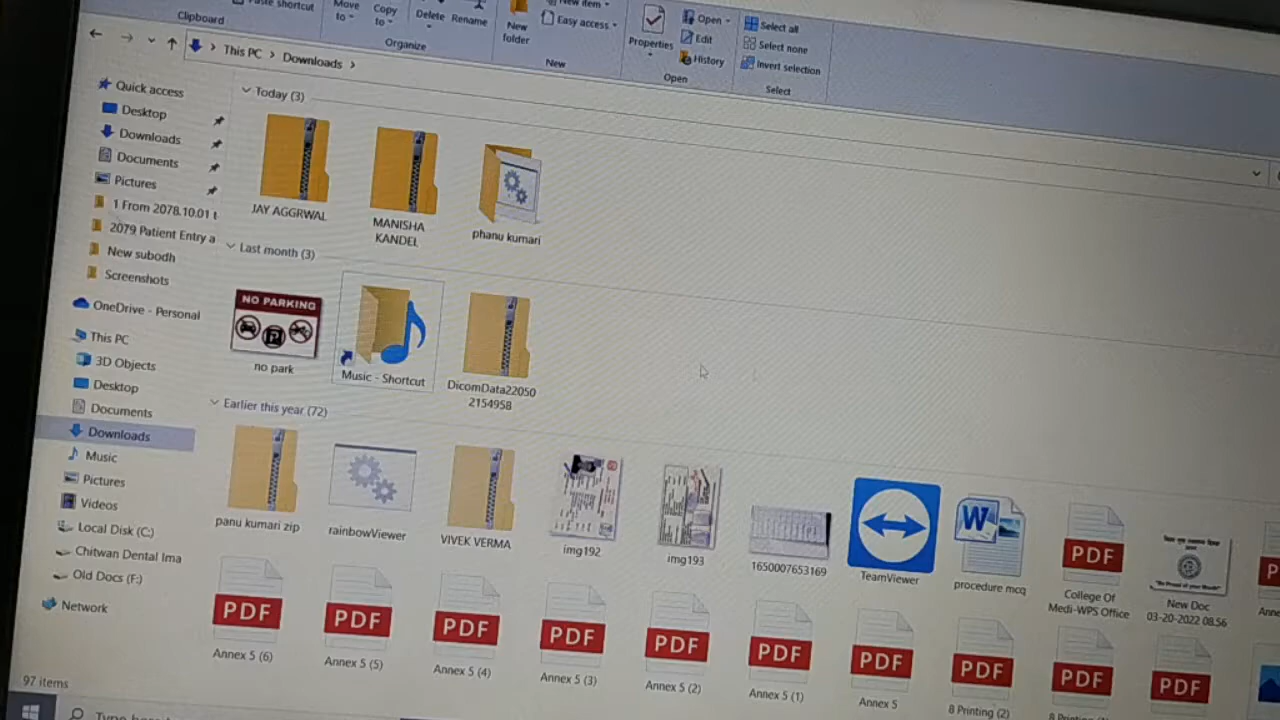 Paste shortcut
Clipboard
Move to
Copy to
Delete
Rename
Organize
New folder
New item
Easy access
New
Properties
Open
Edit
History
Open
Select all
Select none
Invert selection
Select
This PC > Downloads >
Quick access
Desktop
Downloads
Documents
Pictures
1 From 2078.10.01 t
2079 Patient Entry a
New subodh
Screenshots
OneDrive - Personal
This PC
3D Objects
Desktop
Documents
Downloads
Music
Pictures
Videos
Local Disk (C:)
Chitwan Dental Ima
Old Docs (F:)
Network
97 items
Today (3)
JAY AGGRWAL
MANISHA
KANDEL
phanu kumari
Last month (3)
NO PARKING
P
no park
Music - Shortcut
DicomData22050
2154958
Earlier this year (72)
panu kumari zip
rainbowViewer
VIVEK VERMA
img192
img193
1650007653169
TeamViewer
W
procedure mcq
PDF
College Of
Medi-WPS Office
New Doc
03-20-2022 08.56
PDF
Annex 5 (6)
PDF
Annex 5 (5)
PDF
Annex 5 (4)
PDF
Annex 5 (3)
PDF
Annex 5 (2)
PDF
Annex 5 (1)
PDF
Annex 5
PDF
8 Printing (2)
PDF
PDF